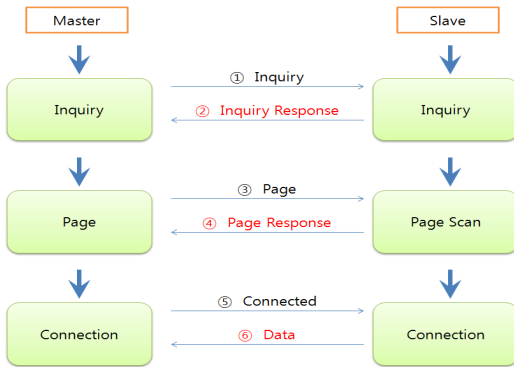 Master
Slave
Inquiry
① Inquiry
② Inquiry Response
Inquiry
Page
③ Page
④ Page Response
Page Scan
Connection
⑤ Connected
⑥ Data
Connection